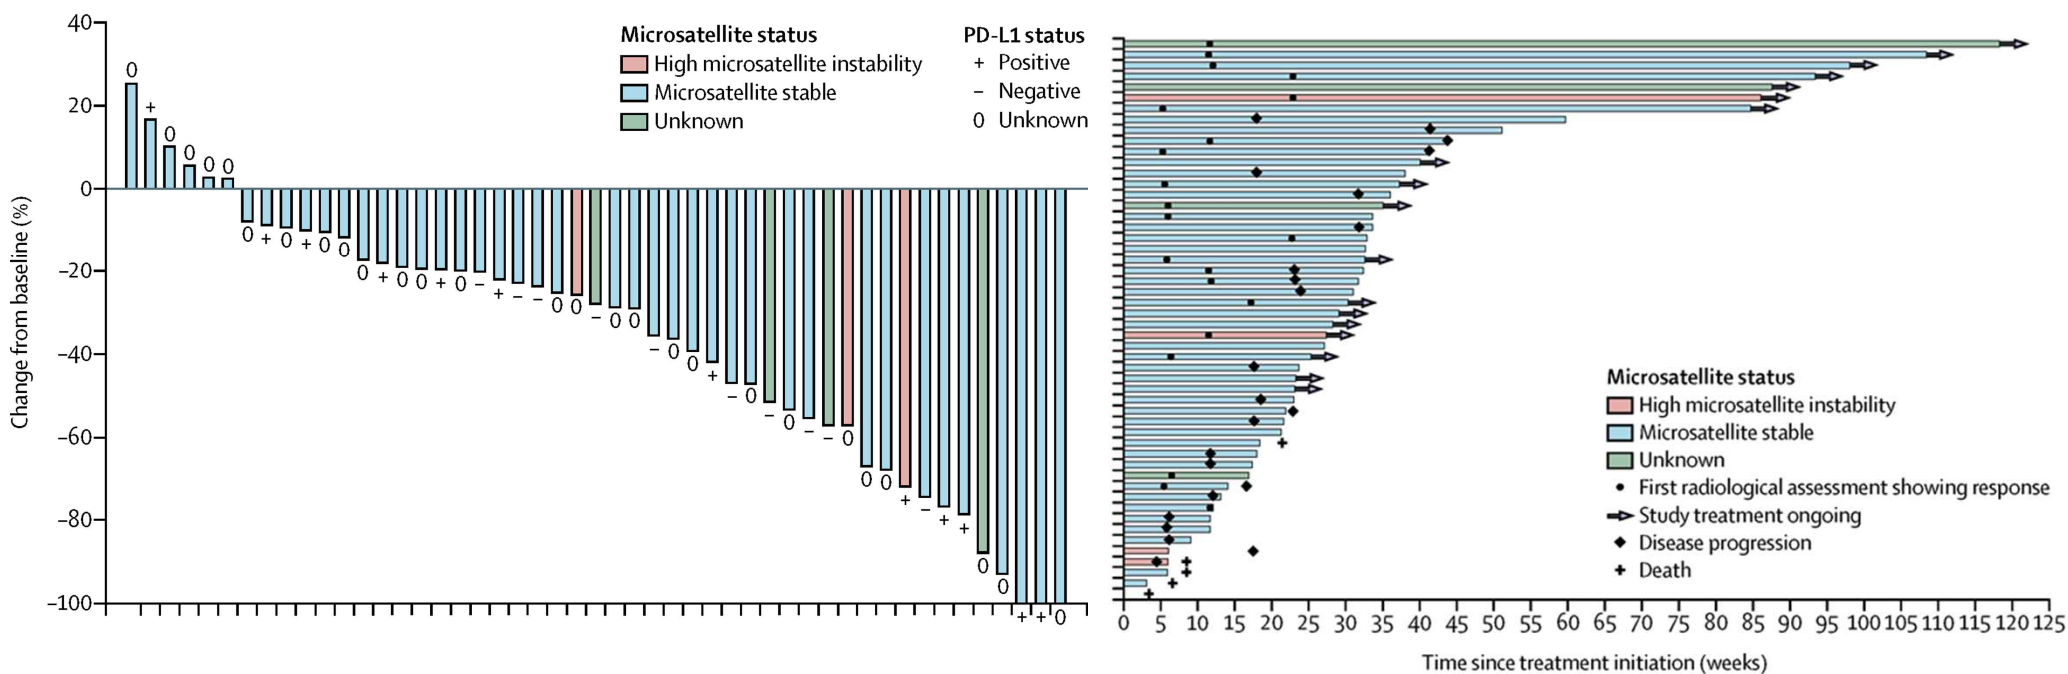 40
20
0
−20
−40
−60
−80
−100
Change from baseline (%)
Microsatellite status
High microsatellite instability
Microsatellite stable
Unknown
PD-L1 status
+ Positive
− Negative
0 Unknown
0 + 0 0 0 0
0 + 0 + 0 0 0 + 0 0 + 0 − + − − 0 0 − 0 0 − 0 0 + − 0 − 0 − − 0 0 0 + − + + 0 0 + + 0
Microsatellite status
High microsatellite instability
Microsatellite stable
Unknown
First radiological assessment showing response
Study treatment ongoing
Disease progression
Death
0 5 10 15 20 25 30 35 40 45 50 55 60 65 70 75 80 85 90 95 100 105 110 115 120 125
Time since treatment initiation (weeks)